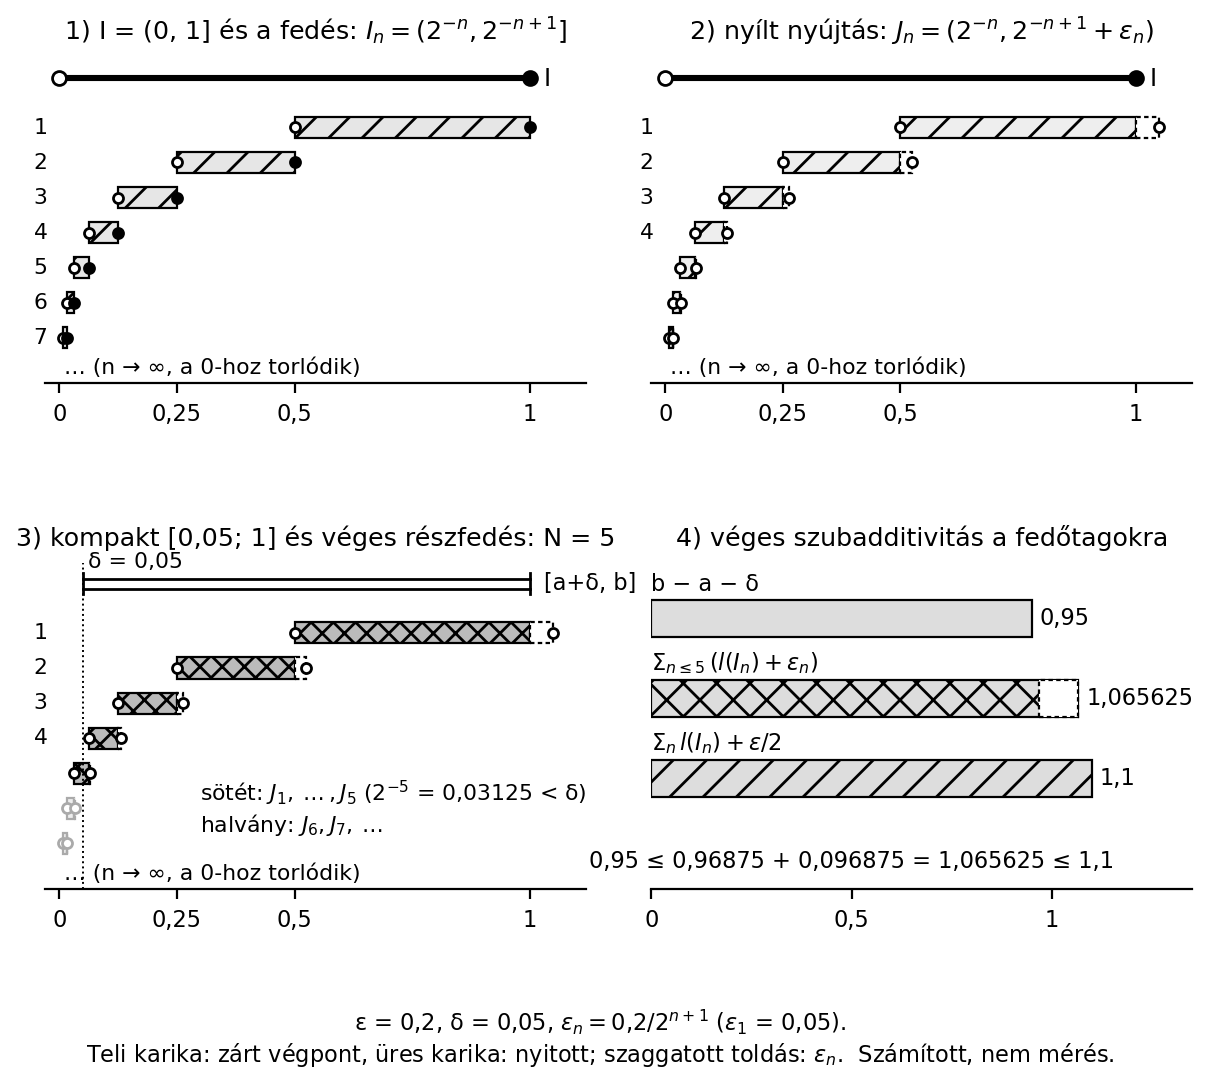 1) I = (0, 1] és a fedés: Iₙ = (2⁻ⁿ, 2⁻ⁿ⁺¹]
I
1
2
3
4
5
6
7
… (n → ∞, a 0-hoz torlódik)
0 0,25 0,5 1
2) nyílt nyújtás: Jₙ = (2⁻ⁿ, 2⁻ⁿ⁺¹ + εₙ)
I
1
2
3
4
… (n → ∞, a 0-hoz torlódik)
0 0,25 0,5 1
3) kompakt [0,05; 1] és véges részfedés: N = 5
δ = 0,05
[a+δ, b]
1
2
3
4
sötét: J₁, … , J₅ (2⁻⁵ = 0,03125 < δ)
halvány: J₆, J₇, …
… (n → ∞, a 0-hoz torlódik)
0 0,25 0,5 1
4) véges szubadditivitás a fedőtagokra
b − a − δ
0,95
Σₙ≤₅ (l(Iₙ) + εₙ)
1,065625
Σₙ l(Iₙ) + ε/2
1,1
0,95 ≤ 0,96875 + 0,096875 = 1,065625 ≤ 1,1
0 0,5 1
ε = 0,2, δ = 0,05, εₙ = 0,2/2ⁿ⁺¹ (ε₁ = 0,05).
Teli karika: zárt végpont, üres karika: nyitott; szaggatott toldás: εₙ. Számított, nem mérés.